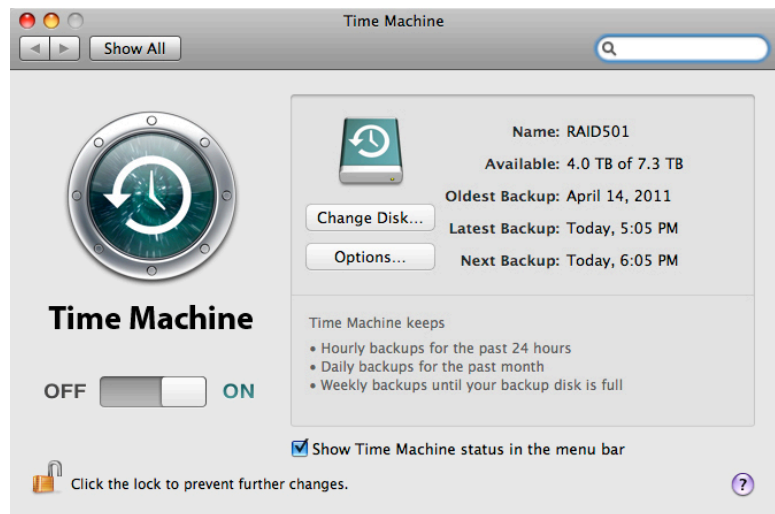 Time Machine
Show All
Name: RAID501
Available: 4.0 TB of 7.3 TB
Oldest Backup: April 14, 2011
Change Disk...
Latest Backup: Today, 5:05 PM
Options...
Next Backup: Today, 6:05 PM
Time Machine
Time Machine keeps
• Hourly backups for the past 24 hours
• Daily backups for the past month
• Weekly backups until your backup disk is full
OFF ON
Show Time Machine status in the menu bar
Click the lock to prevent further changes.
?